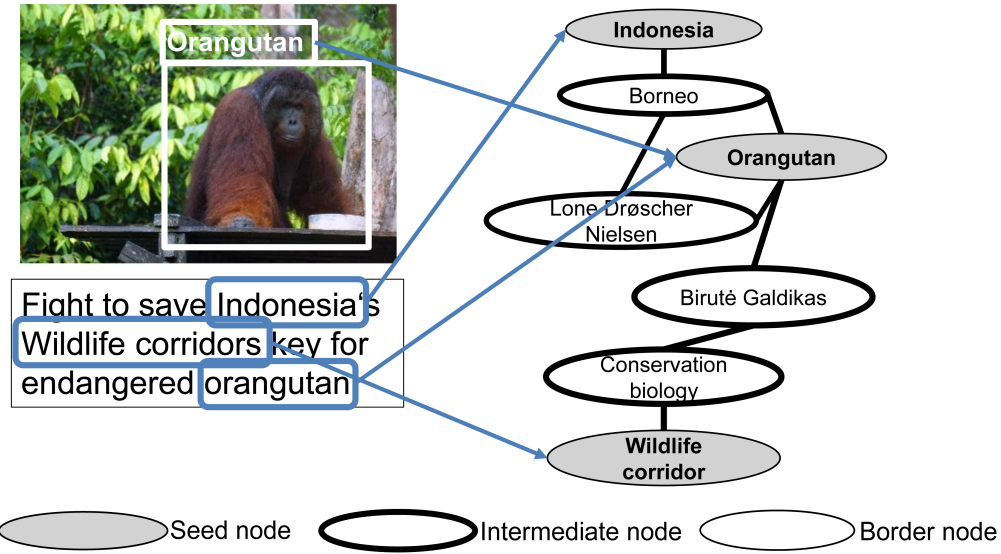 Orangutan
Fight to save Indonesia's
Wildlife corridors key for
endangered orangutan
Indonesia
Borneo
Orangutan
Lone Drøscher
Nielsen
Birutė Galdikas
Conservation
biology
Wildlife
corridor
Seed node
Intermediate node
Border node